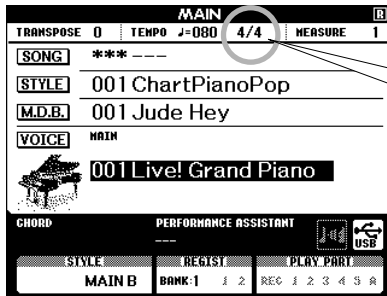 MAIN R
TRANSPOSE 0 TEMPO ♩=080 4/4 MEASURE 1
SONG *** ---
STYLE 001 ChartPianoPop
M.D.B. 001 Jude Hey
VOICE MAIN
001 Live! Grand Piano
CHORD PERFORMANCE ASSISTANT
--- USB
STYLE REGIST PLAY PART
MAIN B BANK:1 1 2 REC 1 2 3 4 5 A